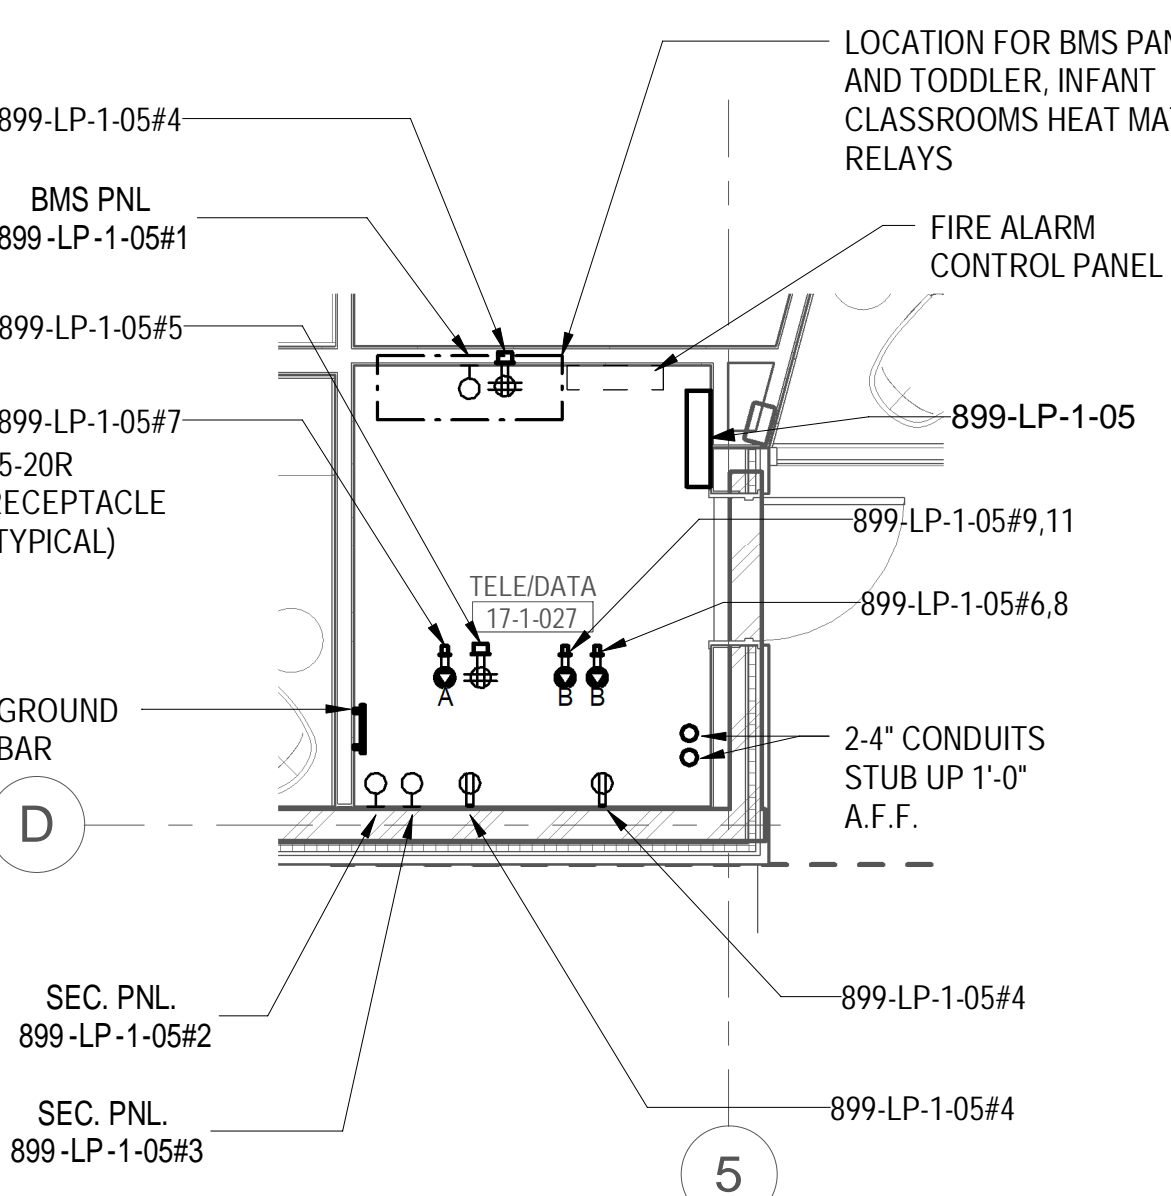 LOCATION FOR BMS
AND TODDLER, INFANT
CLASSROOMS HEAT
RELAYS
899-LP-1-05#4
BMS PNL
899-LP-1-05#1
FIRE ALARM
CONTROL PANEL
899-LP-1-05#5
899-LP-1-05#7
5-20R
RECEPTACLE
TYPICAL)
899-LP-1-05
899-LP-1-05#9,11
TELE/DATA
17-1-027
899-LP-1-05#6,8
A
B
B
GROUND
BAR
2-4" CONDUITS
STUB UP 1'-0"
A.F.F.
D
SEC. PNL.
899-LP-1-05#2
899-LP-1-05#4
SEC. PNL.
899-LP-1-05#3
899-LP-1-05#4
5